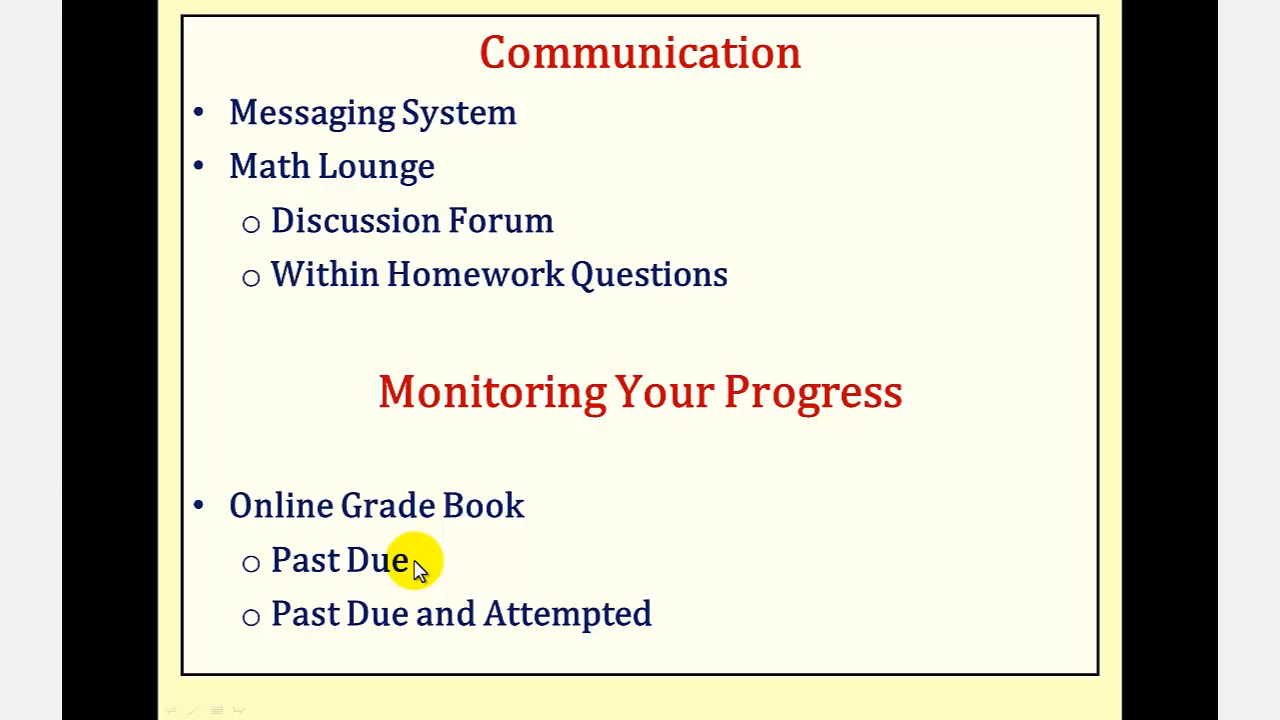 Communication
• Messaging System
• Math Lounge
o Discussion Forum
o Within Homework Questions
Monitoring Your Progress
• Online Grade Book
o Past Due
o Past Due and Attempted